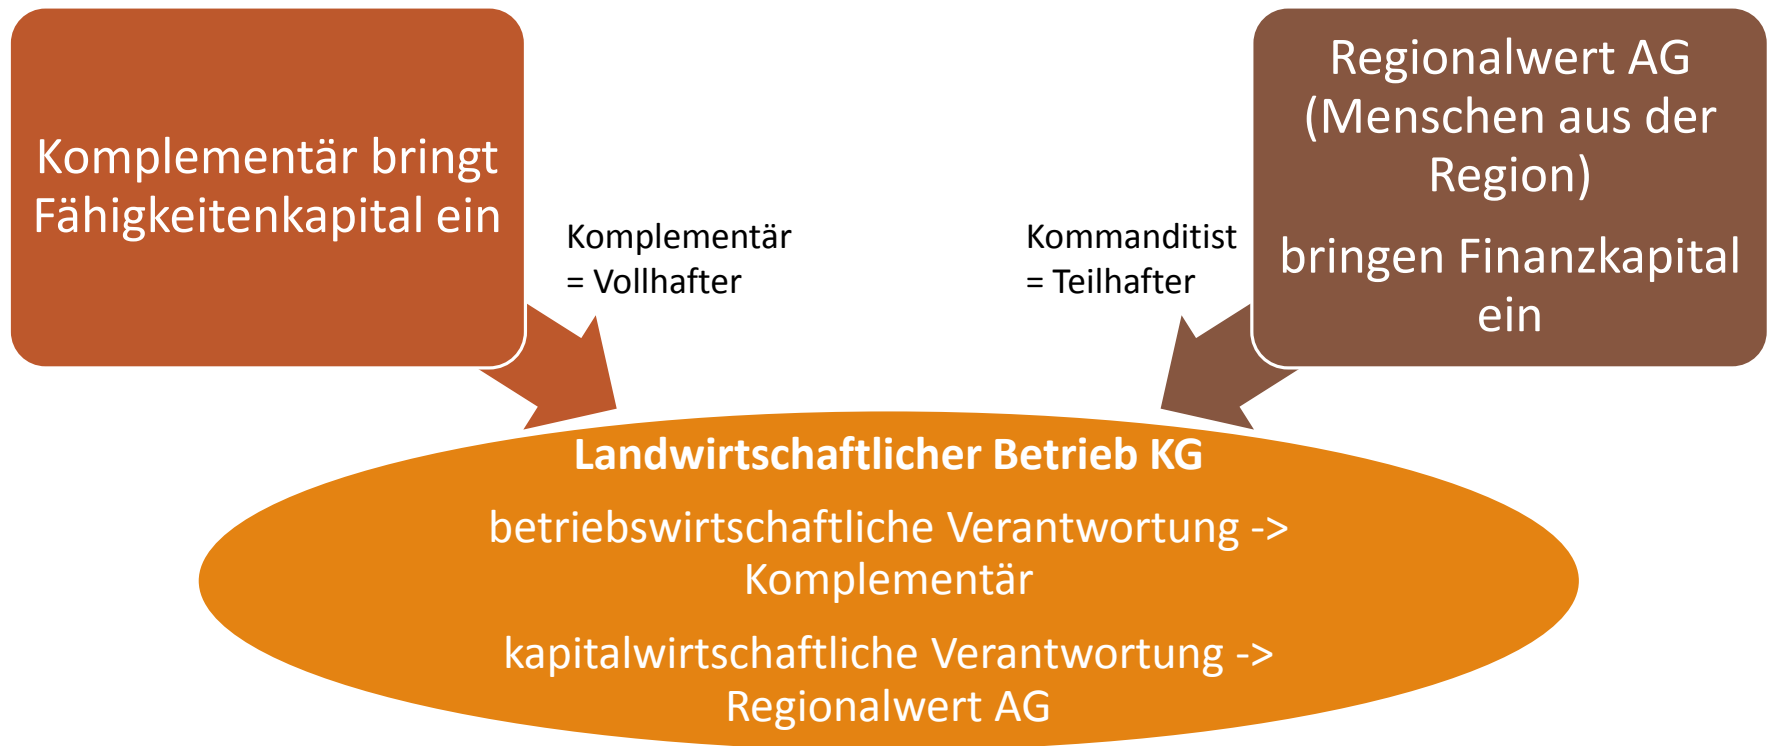 Komplementär bringt
Fähigkeitenkapital ein
Komplementär
= Vollhafter
Kommanditist
= Teilhafter
Regionalwert AG
(Menschen aus der
Region)
bringen Finanzkapital
ein
Landwirtschaftlicher Betrieb KG
betriebswirtschaftliche Verantwortung ->
Komplementär
kapitalwirtschaftliche Verantwortung ->
Regionalwert AG